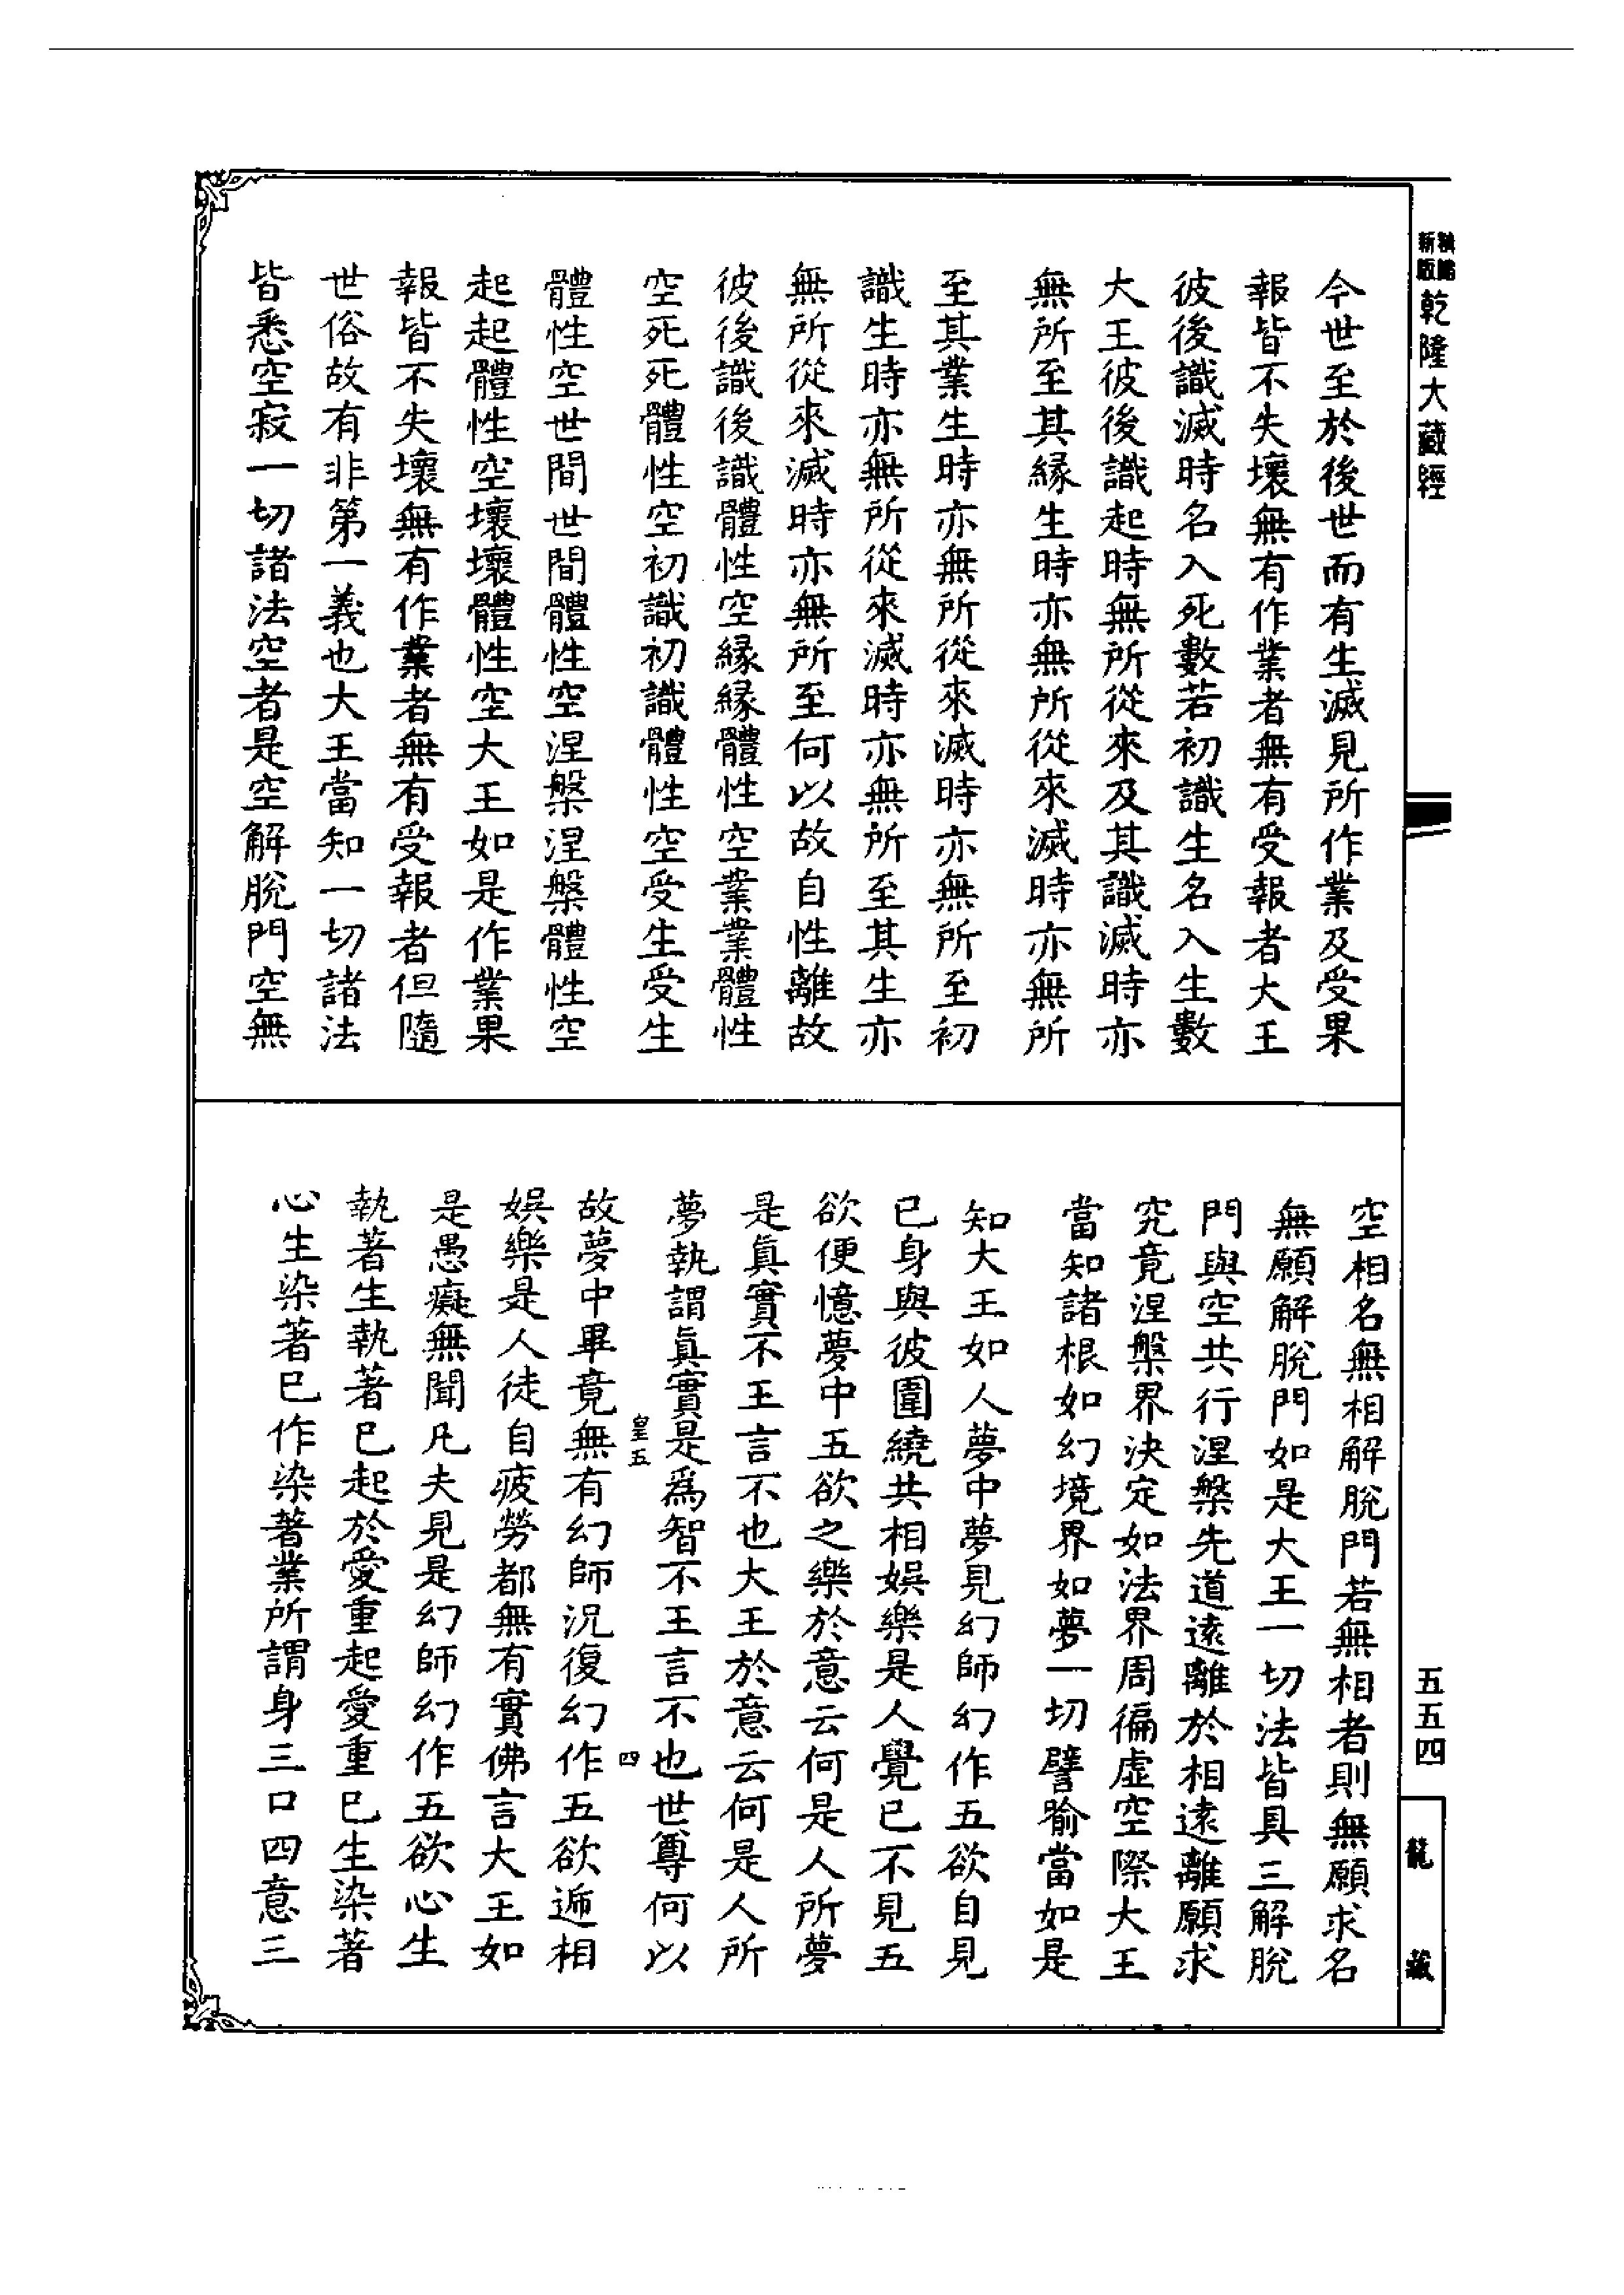 新版
乾隆大藏經
五五四
龍藏
今世至於後世而有生滅見所作業及受果
報皆不失壞無有作業者無有受報者大王
彼後識滅時名入死數若初識生名入生數
大王彼後識起時無所從來及其識滅時亦
無所至其緣生時亦無所從來滅時亦無所
至其業生時亦無所從來滅時亦無所至初
識生時亦無所從來滅時亦無所至其生亦
無所從來滅時亦無所至何以故自性離故
彼後識後識體性空緣緣體性空業業體性
空死死體性空初識初識體性空受生受生
體性空世間世間體性空涅槃涅槃體性空
起起體性空壞壞體性空大王如是作業果
報皆不失壞無有作業者無有受報者但隨
世俗故有非第一義也大王當知一切諸法
皆悉空寂一切諸法空者是空解脫門空無
空相名無相解脫門若無相者則無願求名
無願解脫門如是大王一切法皆具三解脫
門與空共行涅槃先道遠離於相遠離願求
究竟涅槃界決定如法界周徧虛空際大王
當知諸根如幻境界如夢一切譬喻當如是
知大王如人夢中夢見幻師幻作五欲自見
已身與彼圍繞共相娛樂是人覺已不見五
欲便憶夢中五欲之樂於意云何是人所夢
是眞實不王言不也大王於意云何是人所
夢執謂眞實是爲智不王言不也世尊何以
皇五
四
故夢中畢竟無有幻師況復幻作五欲遞相
娛樂是人徒自疲勞都無有實佛言大王如
是愚癡無聞凡夫見是幻師幻作五欲心生
執著生執著已起於愛重起愛重已生染著
心生染著已作染著業所謂身三口四意三